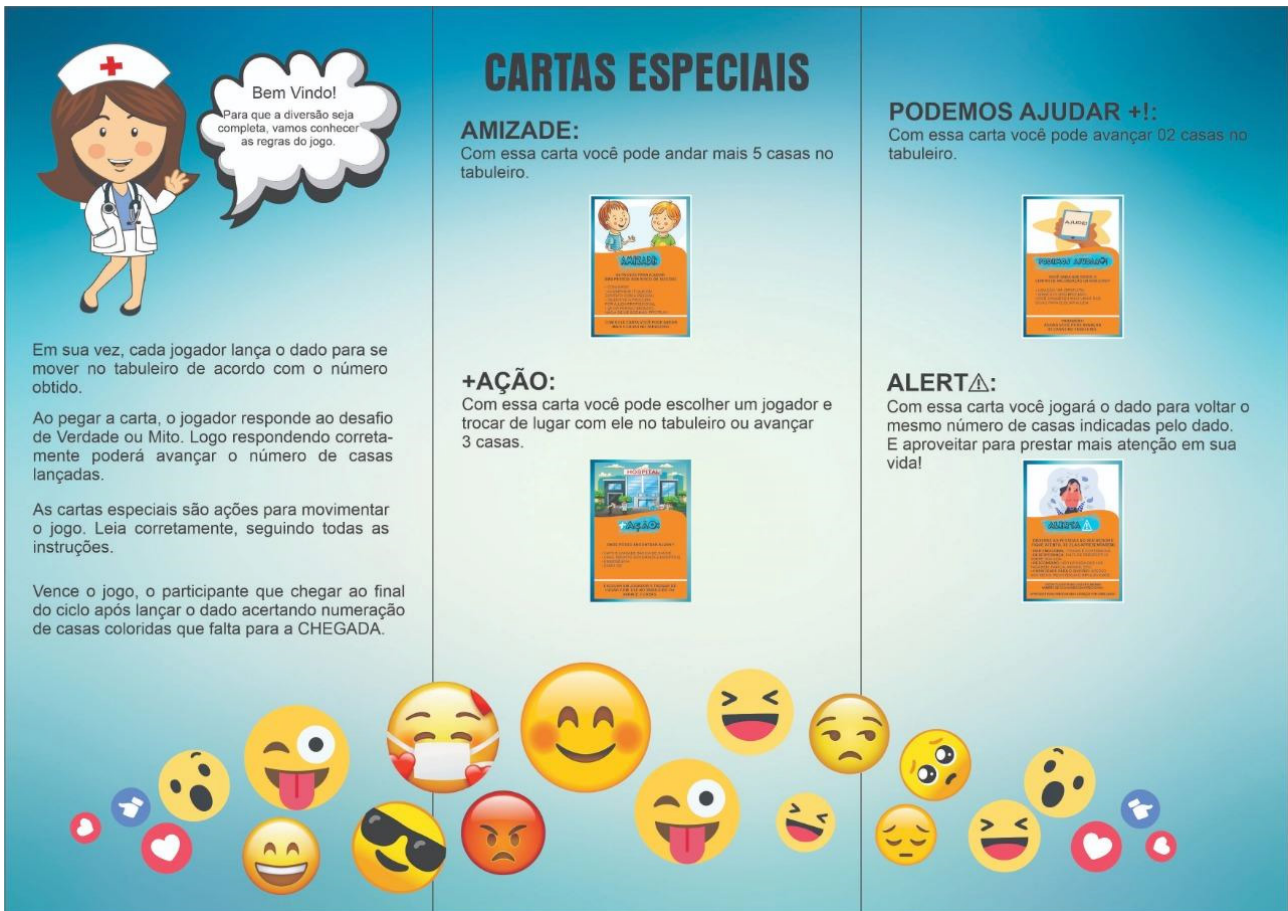 Bem Vindo!
Para que a diversão seja
completa, vamos conhecer
as regras do jogo.
Em sua vez, cada jogador lança o dado para se
mover no tabuleiro de acordo com o número
obtido.
Ao pegar a carta, o jogador responde ao desafio
de Verdade ou Mito. Logo respondendo correta-
mente poderá avançar o número de casas
lançadas.
As cartas especiais são ações para movimentar
o jogo. Leia corretamente, seguindo todas as
instruções.
Vence o jogo, o participante que chegar ao final
do ciclo após lançar o dado acertando numeração
de casas coloridas que falta para a CHEGADA.
CARTAS ESPECIAIS
AMIZADE:
Com essa carta você pode andar mais 5 casas no
tabuleiro.
AMIZADE
+AÇÃO:
Com essa carta você pode escolher um jogador e
trocar de lugar com ele no tabuleiro ou avançar
3 casas.
HOSPITAL
+AÇÃO
PODEMOS AJUDAR +!:
Com essa carta você pode avançar 02 casas no
tabuleiro.
AJUDE!
PODEMOS AJUDAR+!
ALERT⚠:
Com essa carta você jogará o dado para voltar o
mesmo número de casas indicadas pelo dado.
E aproveitar para prestar mais atenção em sua
vida!
ALERTA ⚠